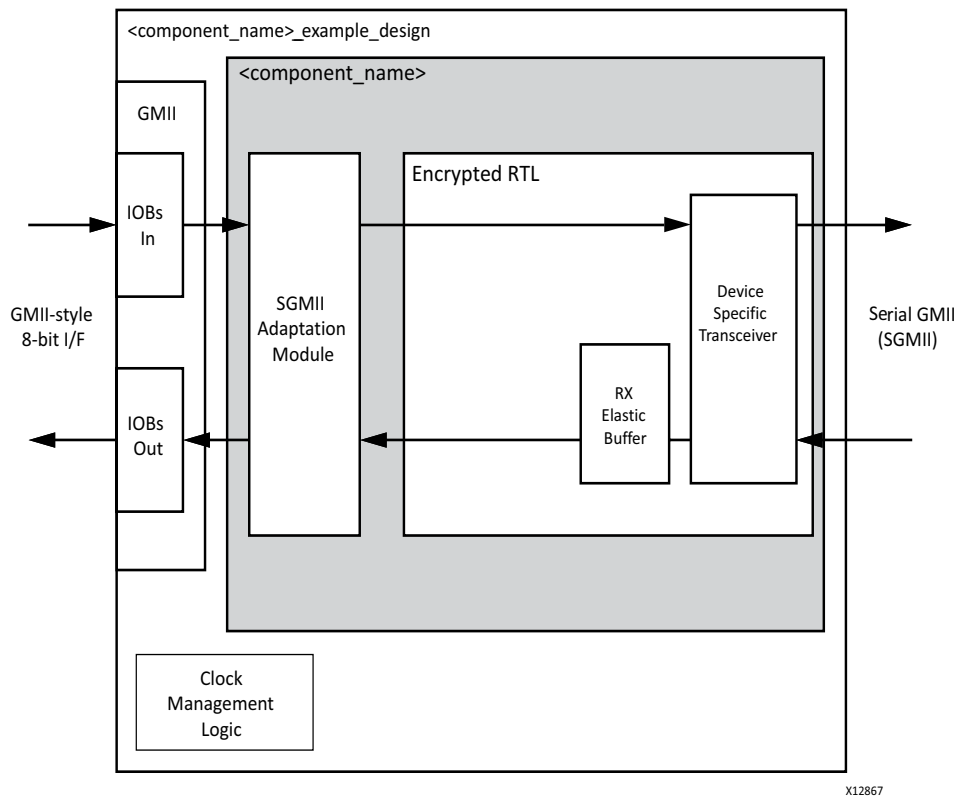 <component_name>_example_design
<component_name>
GMII
IOBs
In
Encrypted RTL
GMII-style
8-bit I/F
SGMII
Adaptation
Module
Device
Specific
Transceiver
Serial GMII
(SGMII)
IOBs
Out
RX
Elastic
Buffer
Clock
Management
Logic
X12867